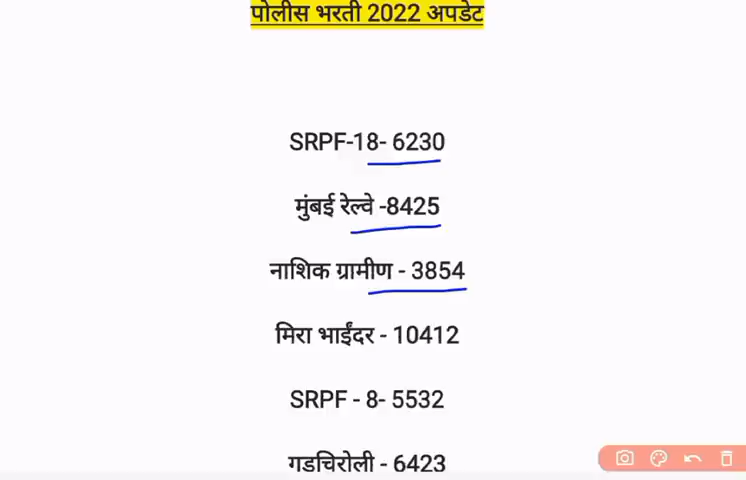 पोलीस भरती 2022 अपडेट
SRPF-18- 6230
मुंबई रेल्वे -8425
नाशिक ग्रामीण - 3854
मिरा भाईंदर - 10412
SRPF - 8- 5532
गडचिरोली - 6423